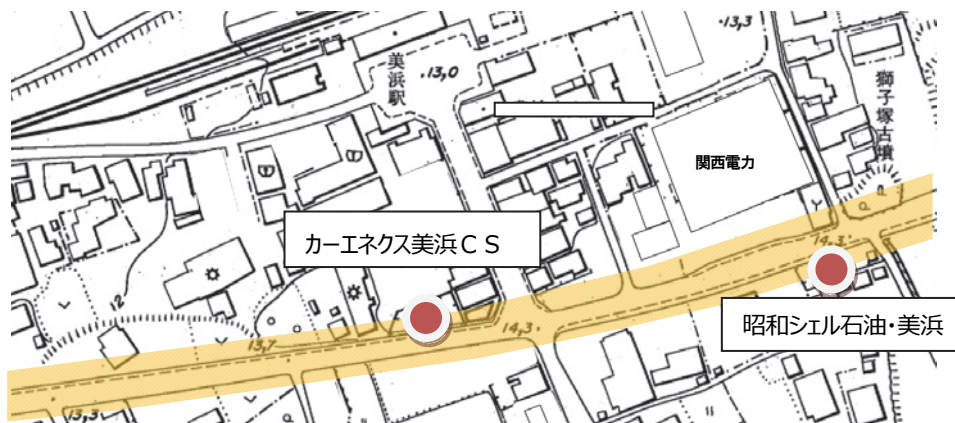 13,3
美浜駅
13,0
獅子塚古墳
関西電力
カーエネクス美浜ＣＳ
14,3
昭和シェル石油・美浜
12
13,7
14,3
13,3